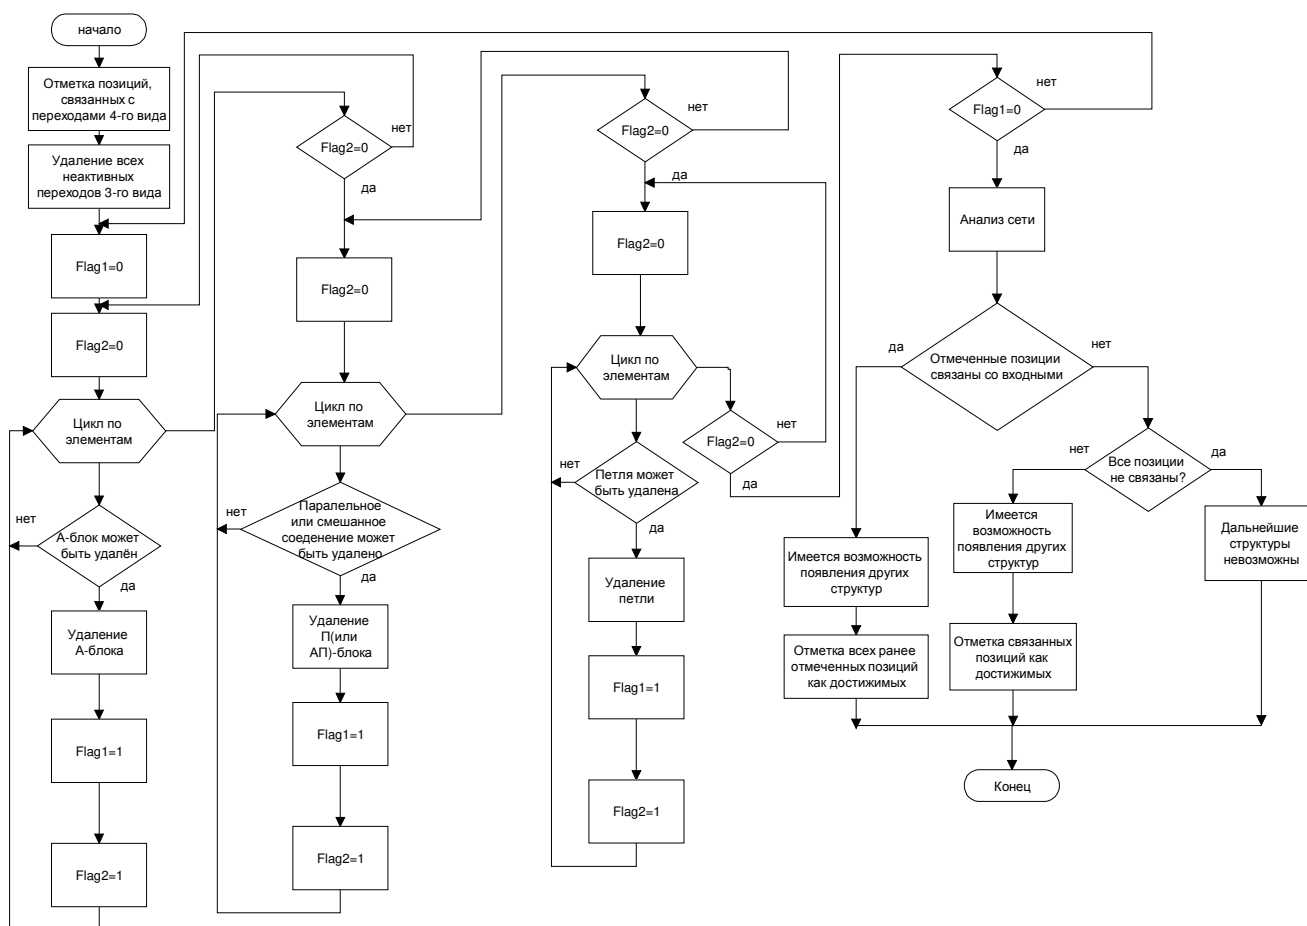 начало
Отметка позиций,
связанных с
переходами 4-го вида
Удаление всех
неактивных
переходов 3-го вида
Flag1=0
Flag2=0
Цикл по
элементам
нет
А-блок может
быть удалён
да
Удаление
А-блока
Flag1=1
Flag2=1
Flag2=0
нет
да
Flag2=0
Цикл по
элементам
нет
Паралельное
или смешанное
соеденение может
быть удалено
да
Удаление
П(или
АП)-блока
Flag1=1
Flag2=1
Flag2=0
нет
да
Flag2=0
Цикл по
элементам
Flag2=0
нет
да
нет
Петля может
быть удалена
да
Удаление
петли
Flag1=1
Flag2=1
Flag1=0
нет
да
Анализ сети
да
нет
Отмеченные позиции
связаны со входными
нет
да
Все позиции
не связаны?
Имеется возможность
появления других
структур
Отметка всех ранее
отмеченных позиций
как достижимых
Имеется
возможность
появления других
структур
Отметка связанных
позиций как
достижимых
Дальнейшие
структуры
невозможны
Конец